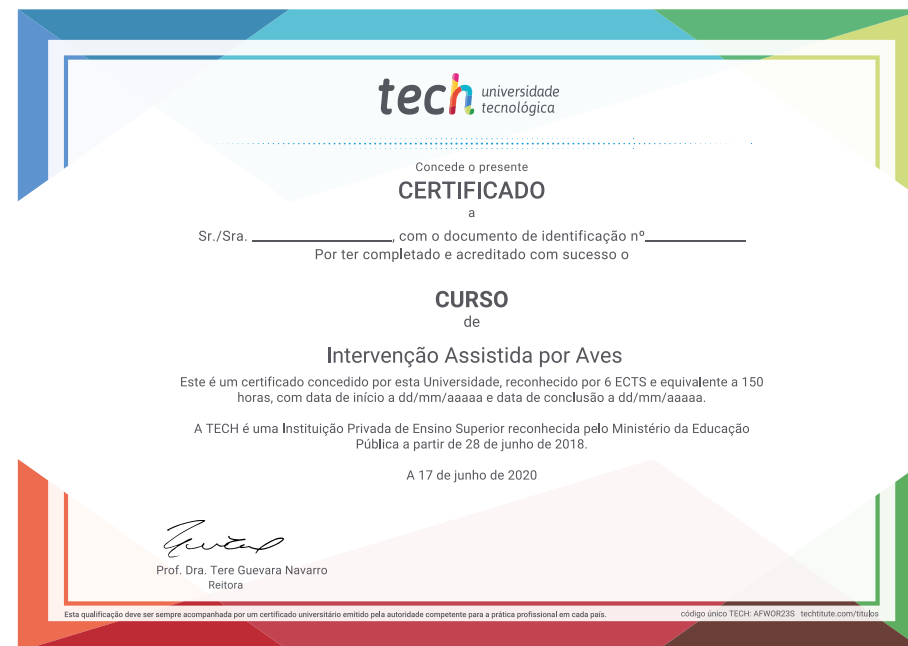 tech universidade
tecnológica
Concede o presente
CERTIFICADO
a
Sr./Sra. ________________, com o documento de identificação nº____________
Por ter completado e acreditado com sucesso o
CURSO
de
Intervenção Assistida por Aves
Este é um certificado concedido por esta Universidade, reconhecido por 6 ECTS e equivalente a 150
horas, com data de início a dd/mm/aaaaa e data de conclusão a dd/mm/aaaaa.
A TECH é uma Instituição Privada de Ensino Superior reconhecida pelo Ministério da Educação
Pública a partir de 28 de junho de 2018.
A 17 de junho de 2020
Prof. Dra. Tere Guevara Navarro
Reitora
Esta qualificação deve ser sempre acompanhada por um certificado universitário emitido pela autoridade competente para a prática profissional em cada país. código único TECH: AFWOR23S techtitute.com/titulos